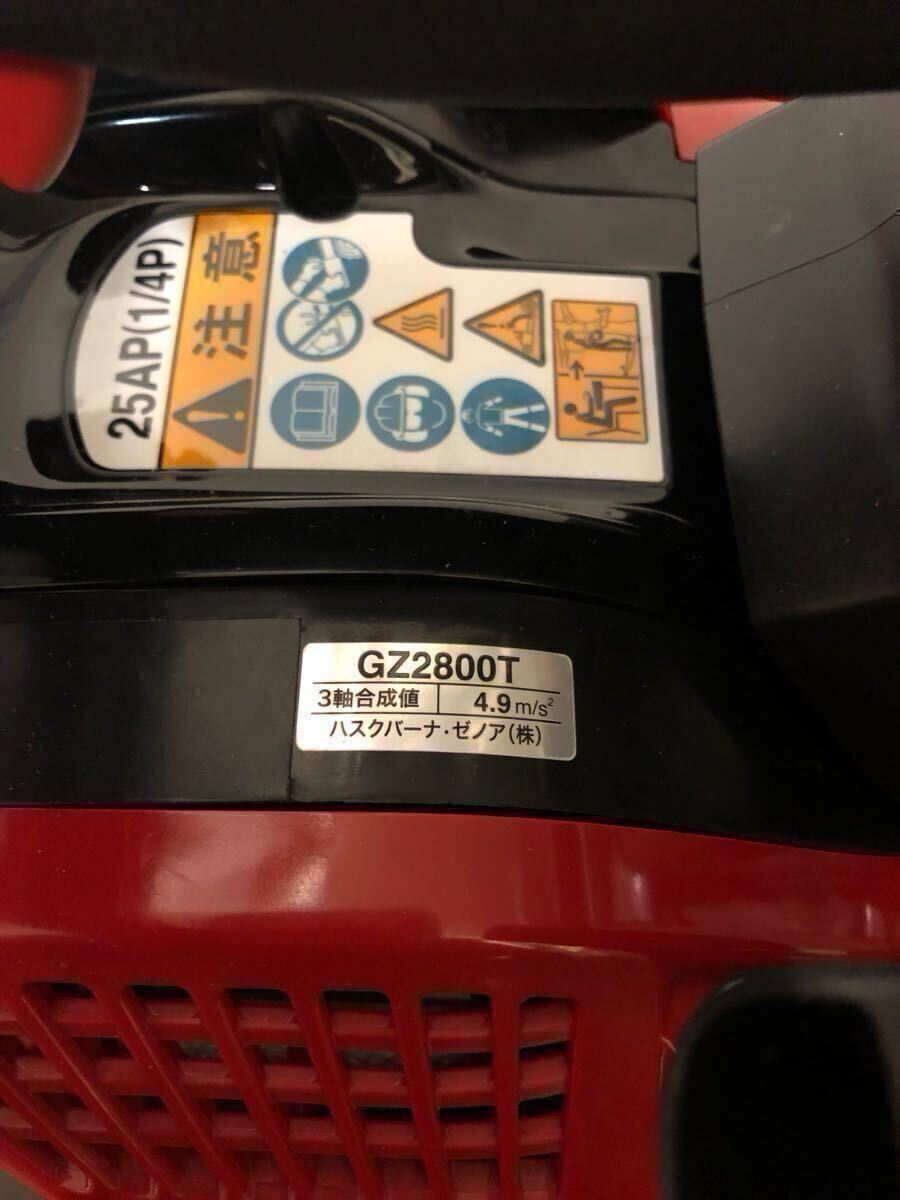 25AP(1/4P)
注意
GZ2800T
3軸合成値 4.9m/s²
ハスクバーナ・ゼノア(株)